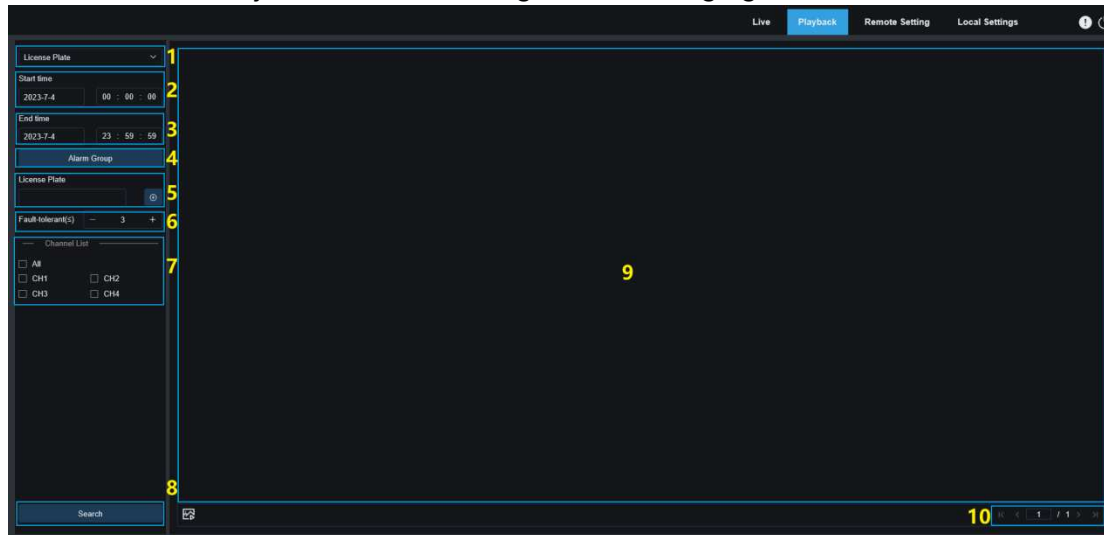 Live Playback Remote Setting Local Settings
License Plate 1
Start time
2023-7-4 00 : 00 : 00 2
End time
2023-7-4 23 : 59 : 59 3
Alarm Group 4
License Plate
5
Fault-tolerant(≤) − 3 + 6
Channel List
All 7
CH1 CH2
CH3 CH4
9
8
Search
10 1 / 1